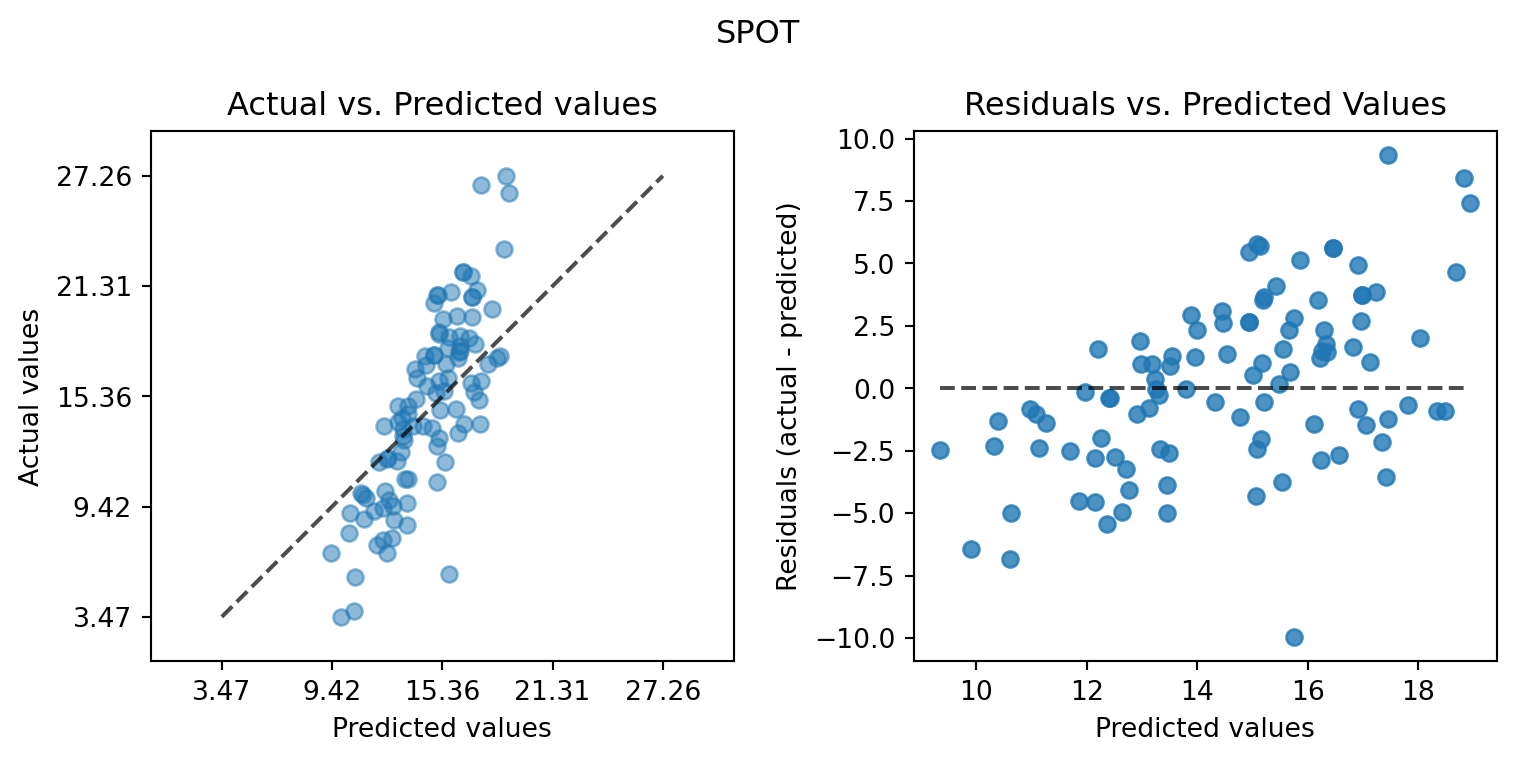 SPOT
Actual vs. Predicted values
Actual values
27.26
21.31
15.36
9.42
3.47
3.47 9.42 15.36 21.31 27.26
Predicted values
Residuals vs. Predicted Values
Residuals (actual - predicted)
10.0
7.5
5.0
2.5
0.0
−2.5
−5.0
−7.5
−10.0
10 12 14 16 18
Predicted values